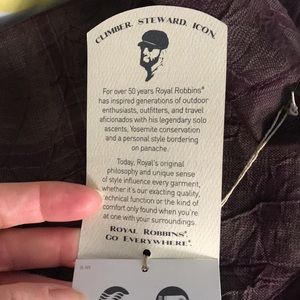 CLIMBER. STEWARD. ICON.
For over 50 years Royal Robbins®
has inspired generations of outdoor
enthusiasts, outfitters, and travel
aficionados with his legendary solo
ascents, Yosemite conservation
and a personal style bordering
on panache.
Today, Royal's original
philosophy and unique sense
of style influence every garment,
whether it's our exacting quality,
technical function or the kind of
comfort only found when you're
at one with your surroundings.
ROYAL ROBBINS®.
GO EVERYWHERE®.